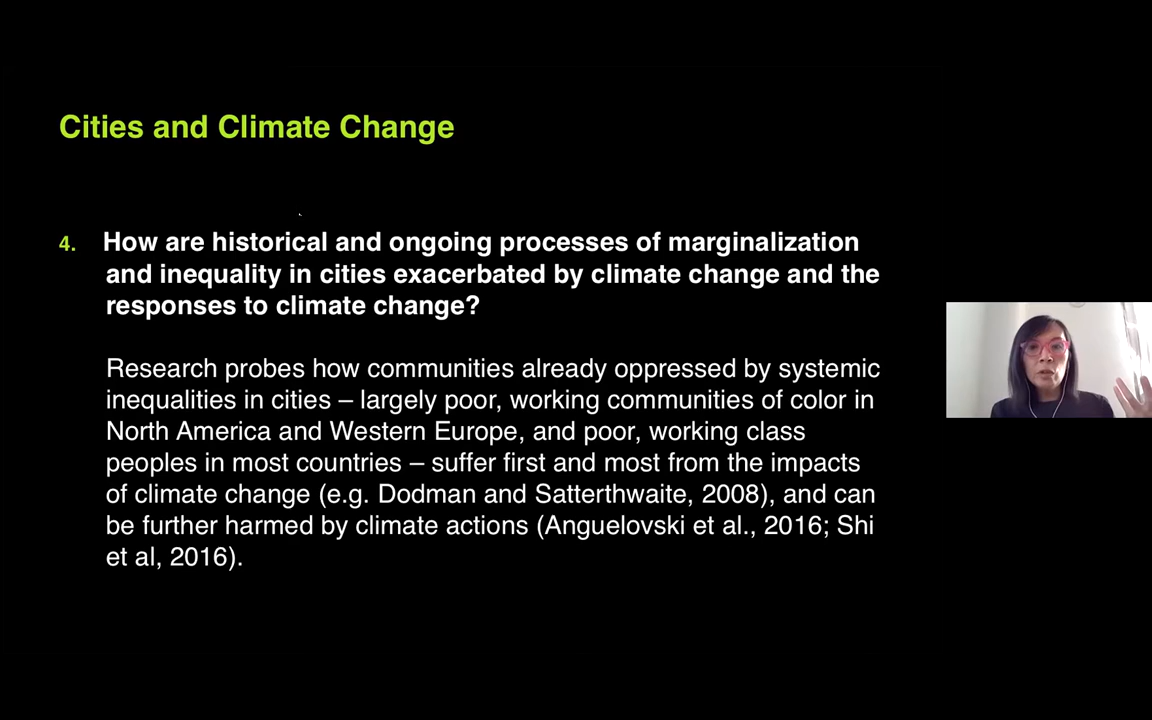 Cities and Climate Change
4. How are historical and ongoing processes of marginalization
and inequality in cities exacerbated by climate change and the
responses to climate change?
Research probes how communities already oppressed by systemic
inequalities in cities – largely poor, working communities of color in
North America and Western Europe, and poor, working class
peoples in most countries – suffer first and most from the impacts
of climate change (e.g. Dodman and Satterthwaite, 2008), and can
be further harmed by climate actions (Anguelovski et al., 2016; Shi
et al, 2016).